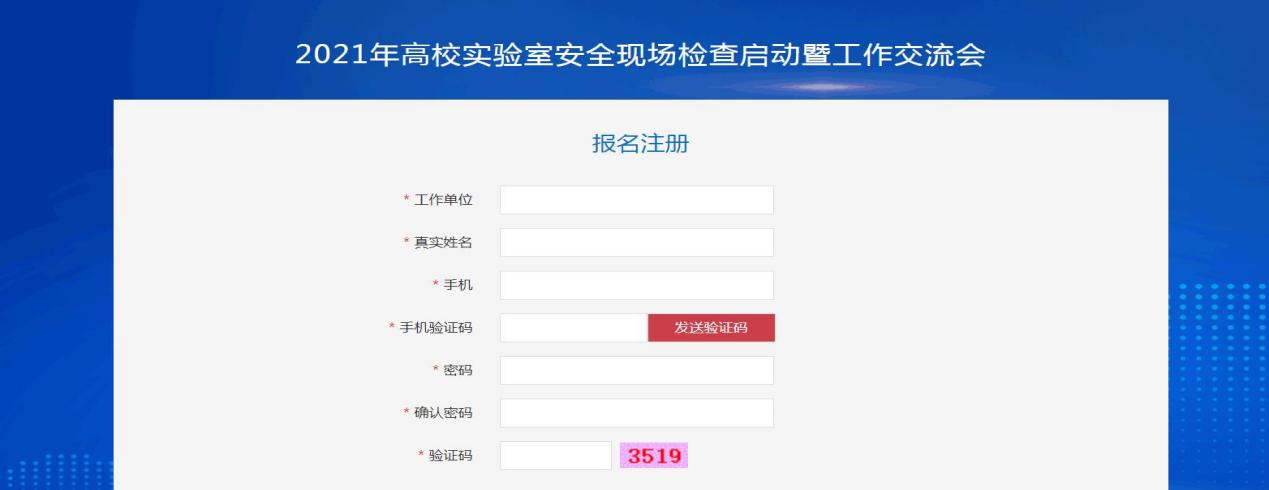 2021年高校实验室安全现场检查启动暨工作交流会
报名注册
* 工作单位
* 真实姓名
* 手机
* 手机验证码 发送验证码
* 密码
* 确认密码
* 验证码 3519